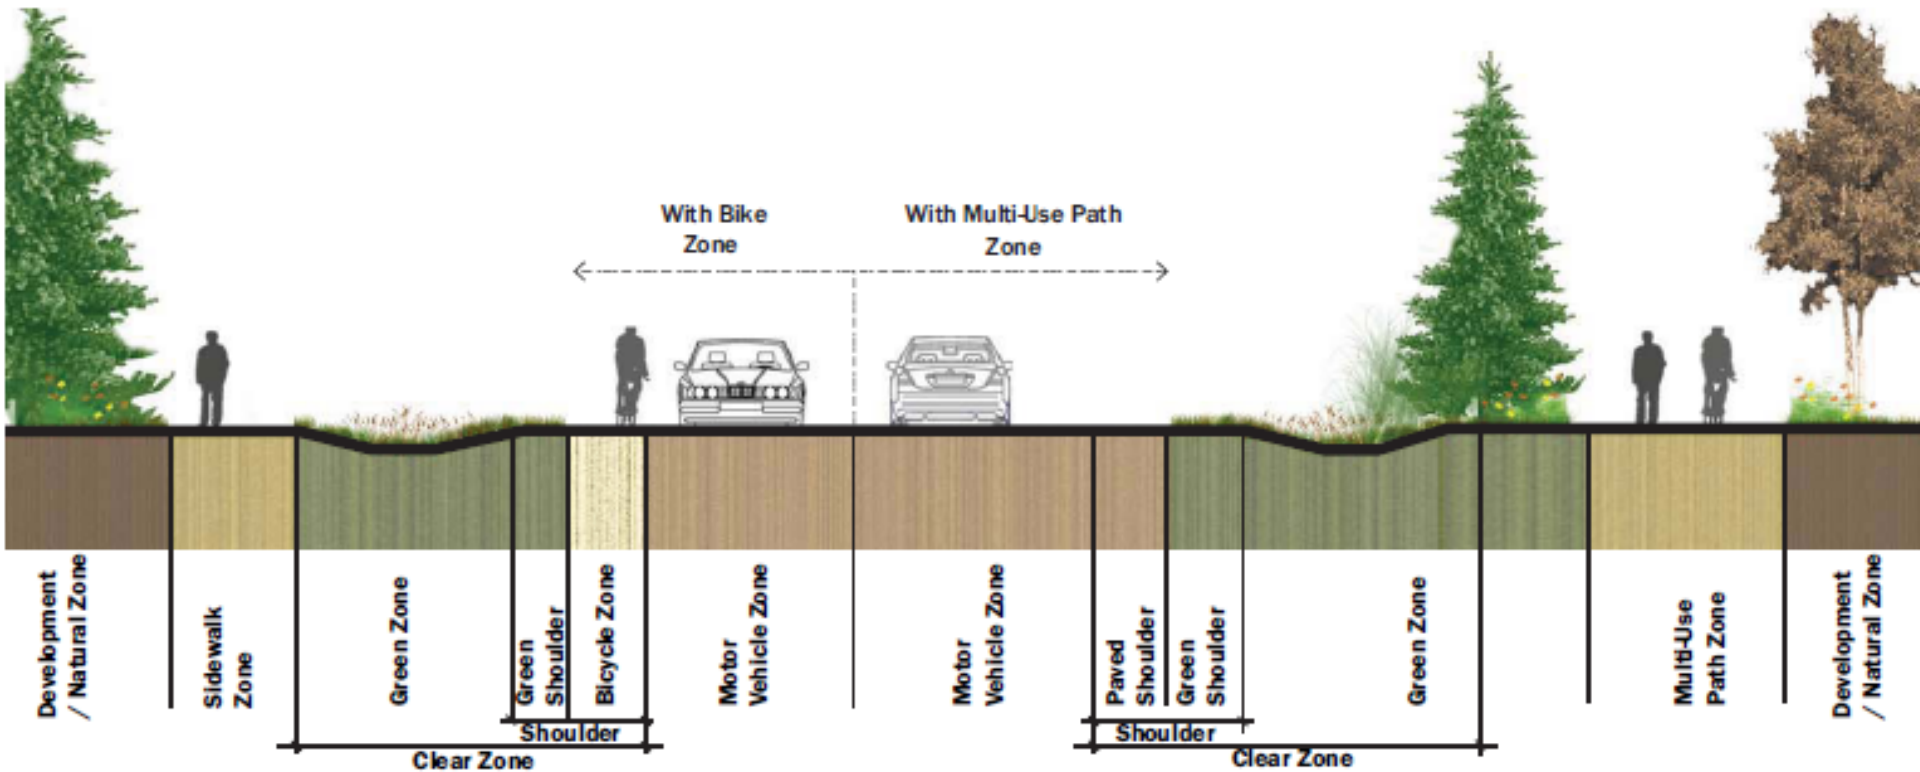 With Bike
Zone
With Multi-Use Path
Zone
Development
/ Natural Zone
Sidewalk
Zone
Green Zone
Green
Shoulder
Bicycle Zone
Motor
Vehicle Zone
Motor
Vehicle Zone
Paved
Shoulder
Green
Shoulder
Green Zone
Multi-Use
Path Zone
Development
/ Natural Zone
Shoulder
Shoulder
Clear Zone
Clear Zone